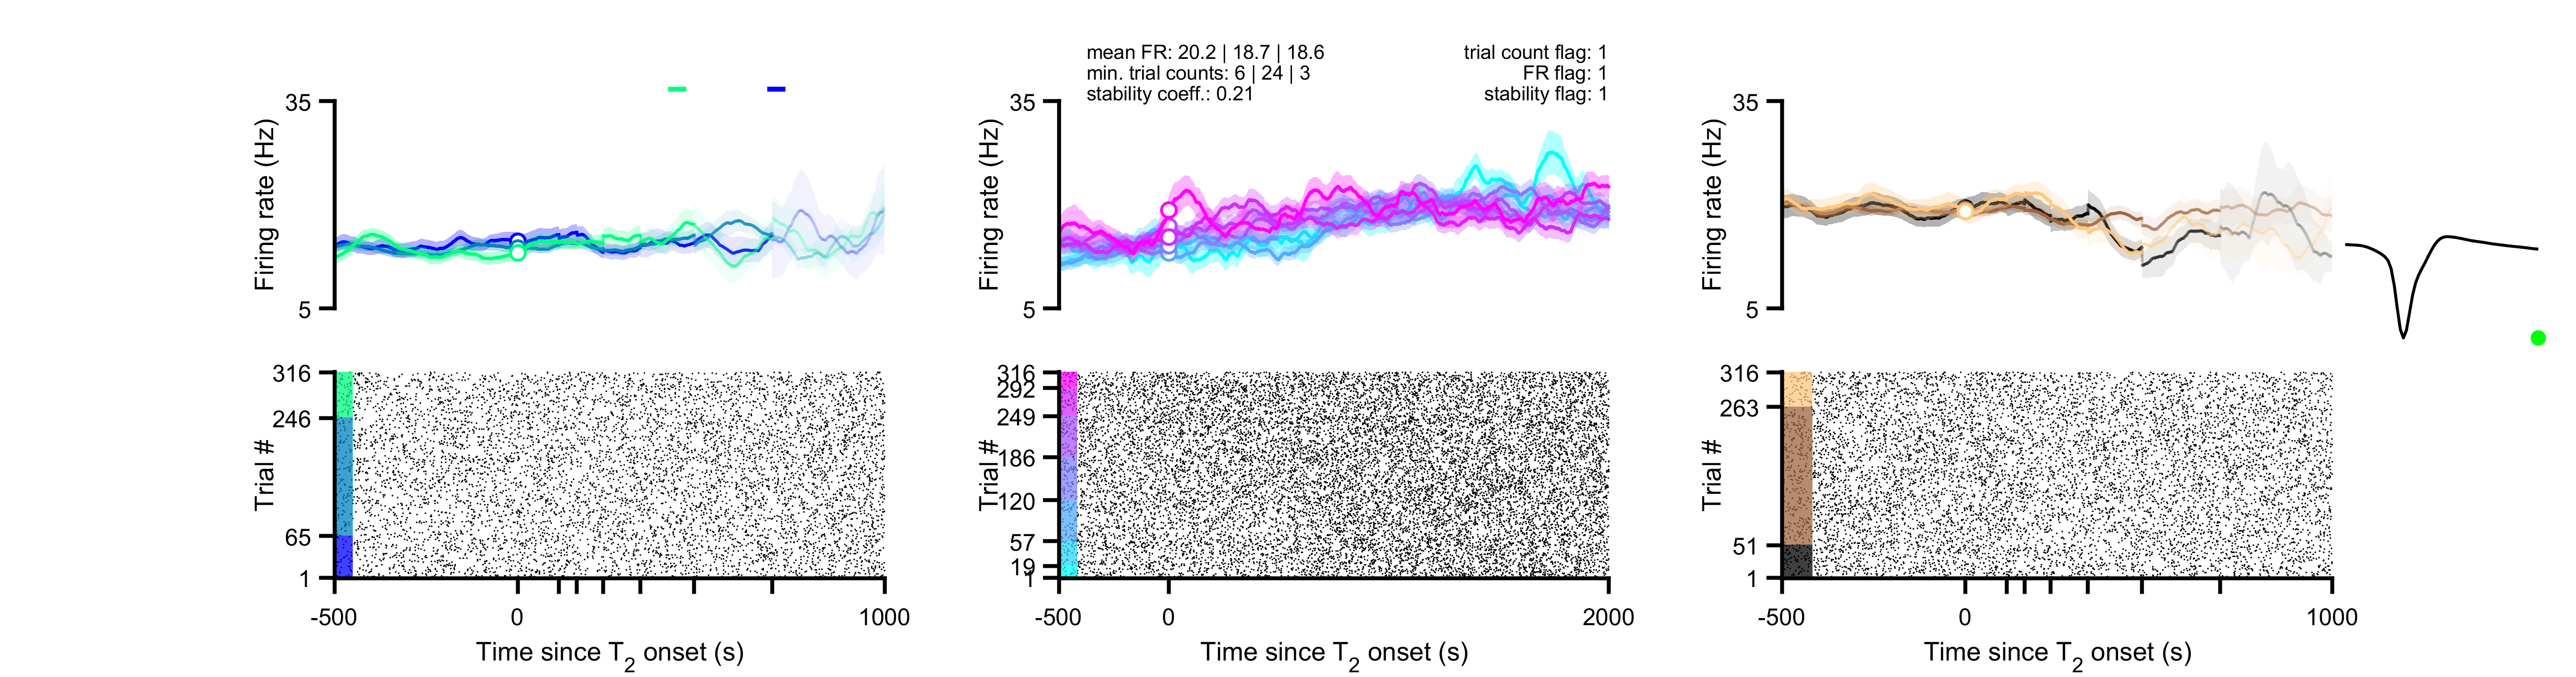 mean FR: 20.2 | 18.7 | 18.6
min. trial counts: 6 | 24 | 3
stability coeff.: 0.21
trial count flag: 1
FR flag: 1
stability flag: 1
35
Firing rate (Hz)
5
316
246
Trial #
65
1
-500
0
1000
Time since T2 onset (s)
35
Firing rate (Hz)
5
316
292
249
186
Trial #
120
57
19
1
-500
0
2000
Time since T2 onset (s)
35
Firing rate (Hz)
5
316
263
Trial #
51
1
-500
0
1000
Time since T2 onset (s)